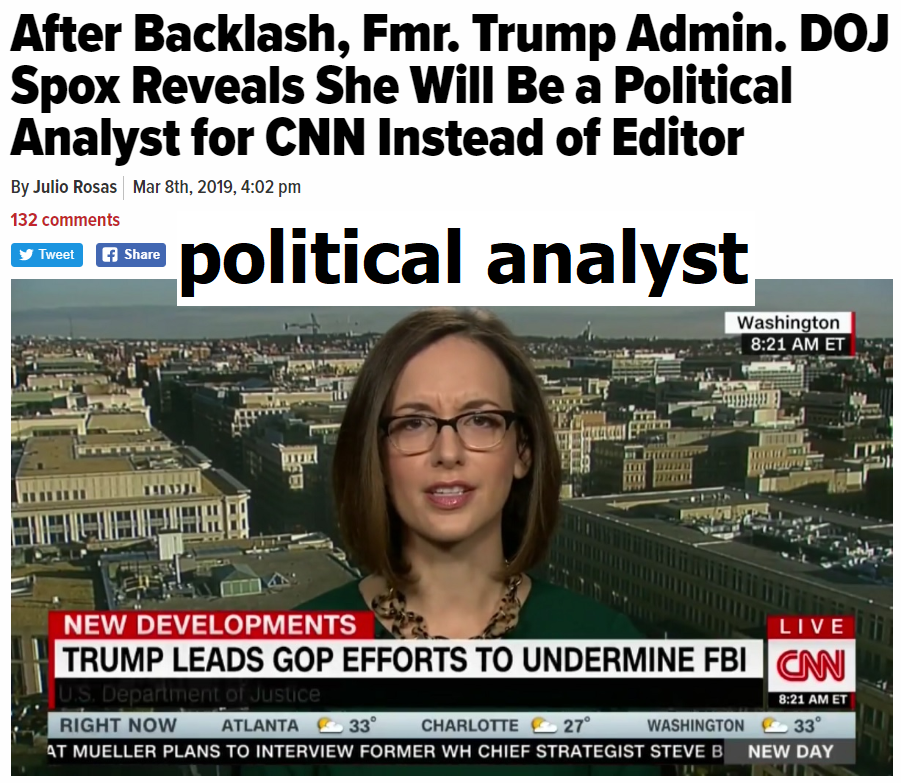 After Backlash, Fmr. Trump Admin. DOJ
Spox Reveals She Will Be a Political
Analyst for CNN Instead of Editor
By Julio Rosas Mar 8th, 2019, 4:02 pm
132 comments
Tweet Share
political analyst
Washington
8:21 AM ET
NEW DEVELOPMENTS
LIVE
TRUMP LEADS GOP EFFORTS TO UNDERMINE FBI
CNN
U.S. Department of Justice
8:21 AM ET
RIGHT NOW ATLANTA 33° CHARLOTTE 27° WASHINGTON 33°
AT MUELLER PLANS TO INTERVIEW FORMER WH CHIEF STRATEGIST STEVE B NEW DAY